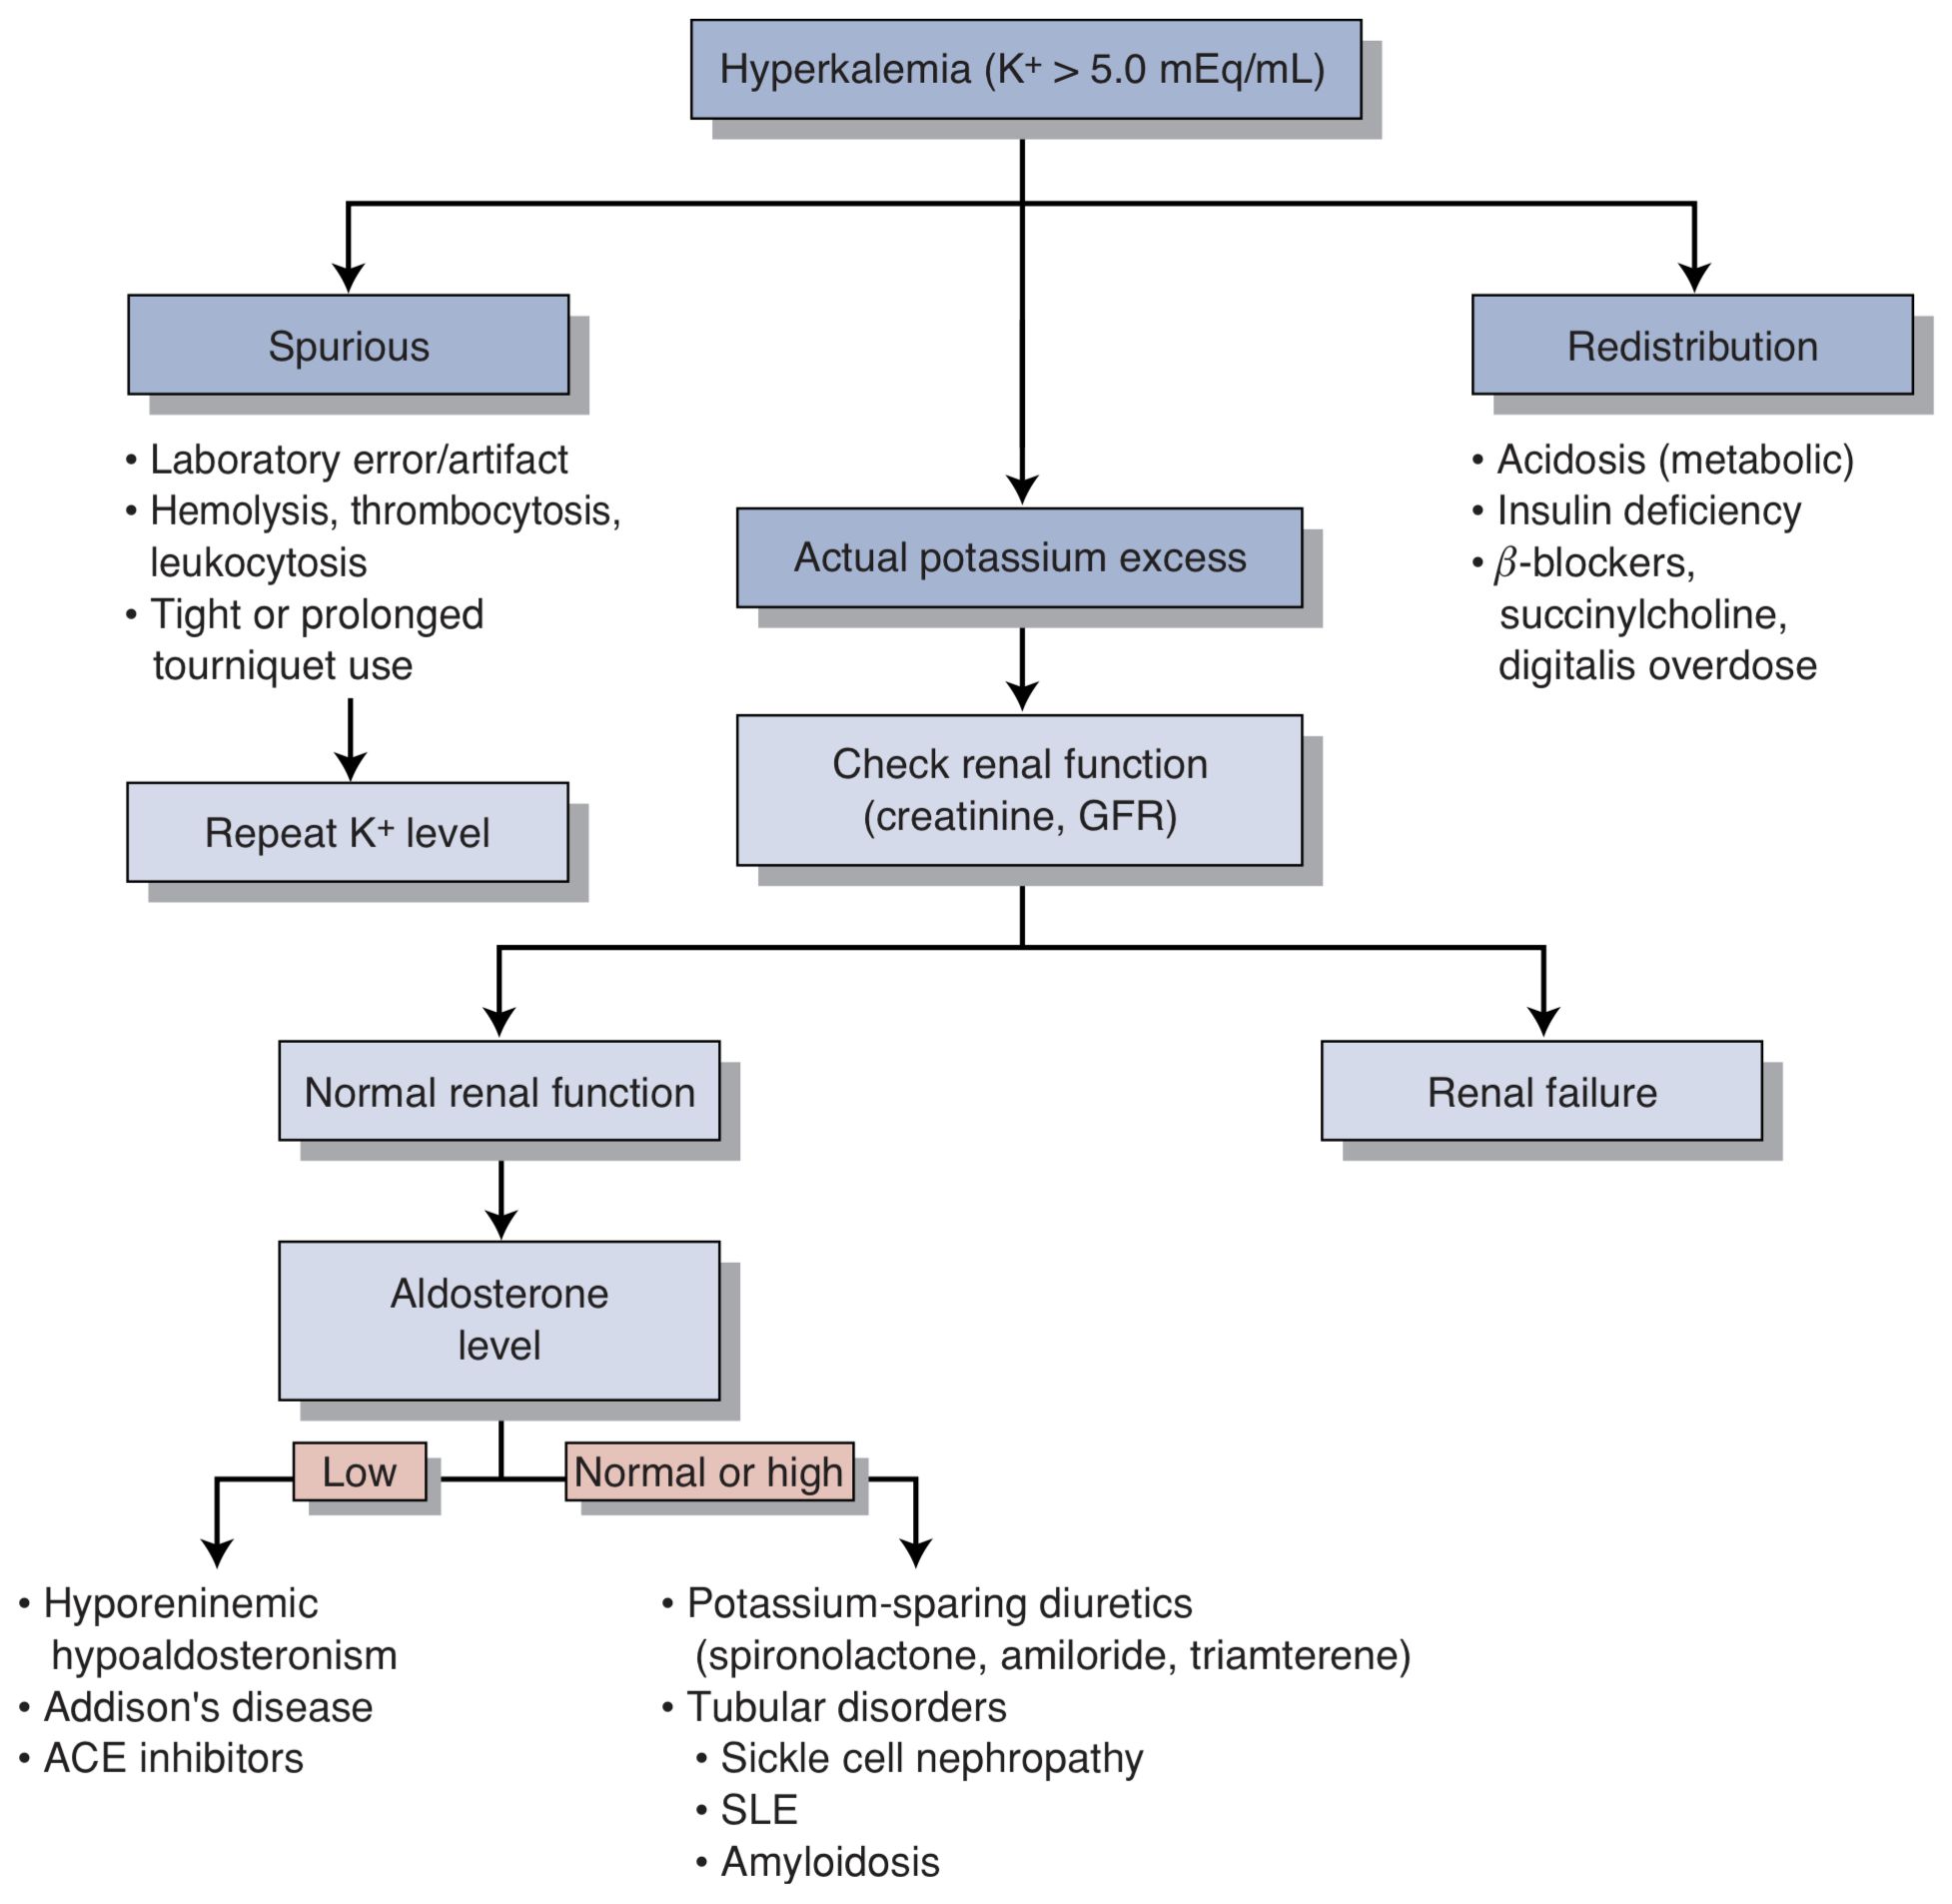 Hyperkalemia (K⁺ > 5.0 mEq/mL)
Spurious
• Laboratory error/artifact
• Hemolysis, thrombocytosis,
leukocytosis
• Tight or prolonged
tourniquet use
Repeat K⁺ level
Actual potassium excess
Check renal function
(creatinine, GFR)
Redistribution
• Acidosis (metabolic)
• Insulin deficiency
• β-blockers,
succinylcholine,
digitalis overdose
Normal renal function
Renal failure
Aldosterone
level
Low
Normal or high
• Hyporeninemic
hypoaldosteronism
• Addison's disease
• ACE inhibitors
• Potassium-sparing diuretics
(spironolactone, amiloride, triamterene)
• Tubular disorders
• Sickle cell nephropathy
• SLE
• Amyloidosis